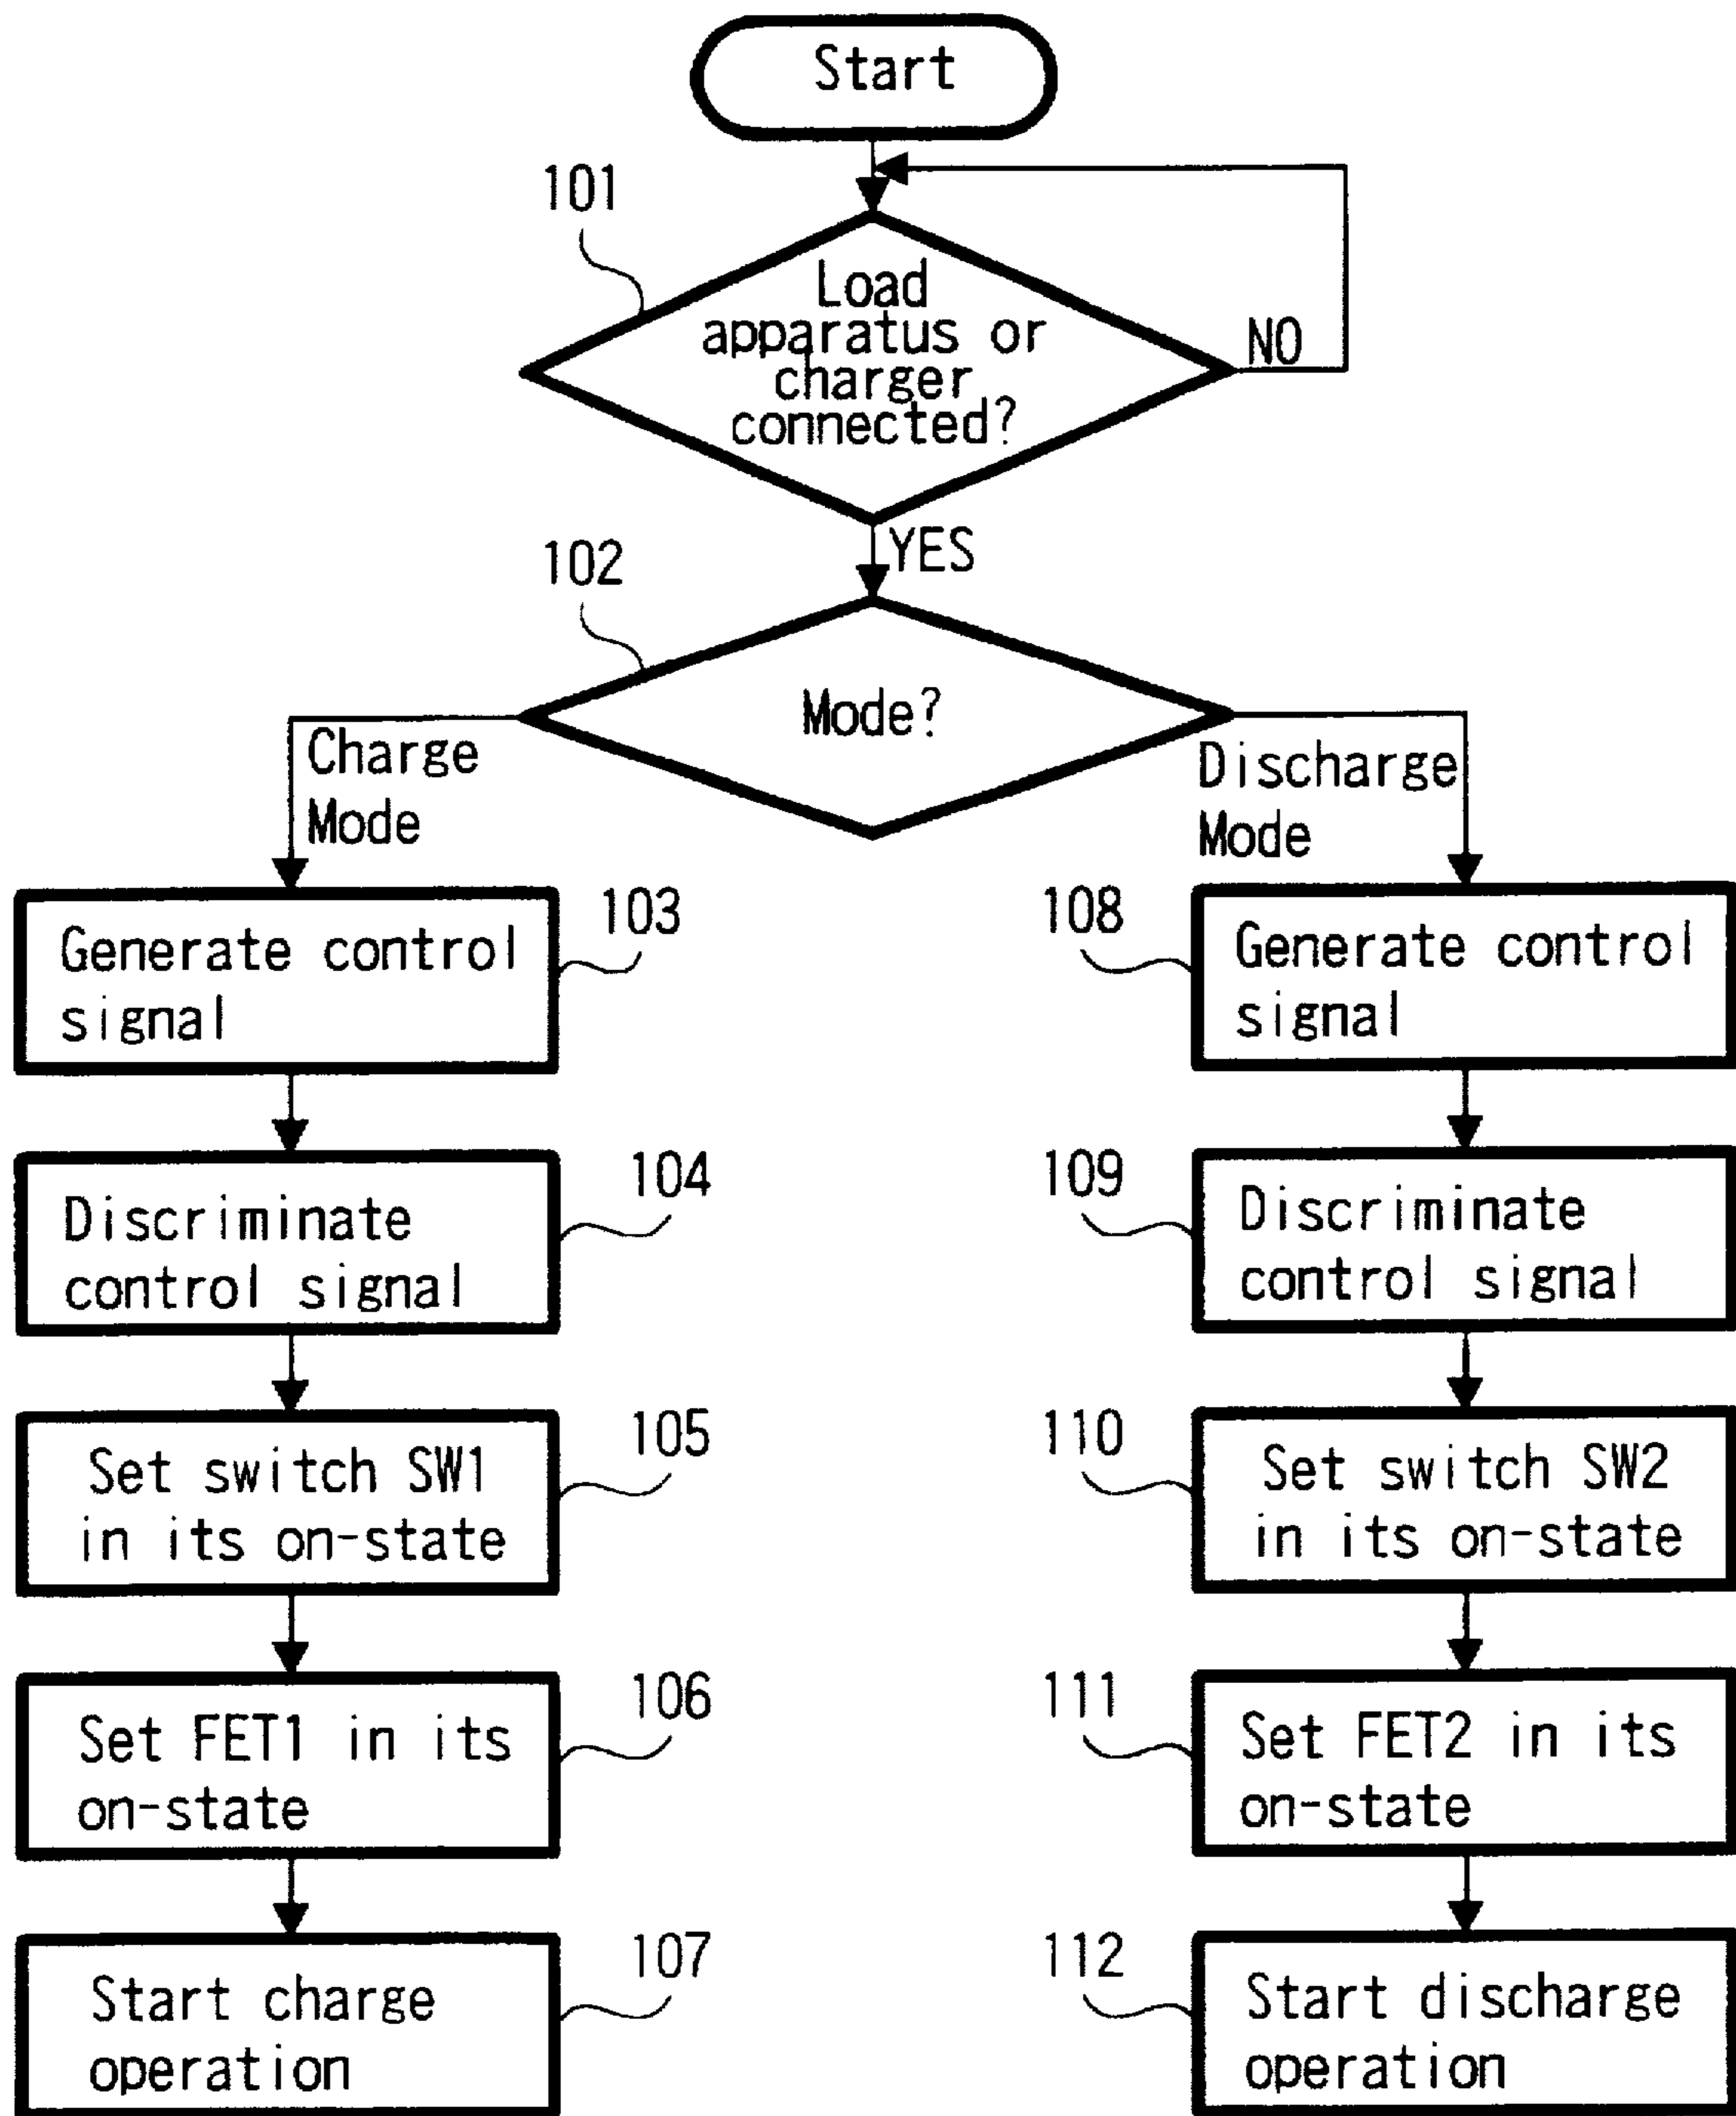 Start
101
Load
apparatus or
charger
connected?
NO
YES
102
Mode?
Charge
Mode
Discharge
Mode
103
Generate control
signal
104
Discriminate
control signal
105
Set switch SW1
in its on-state
106
Set FET1 in its
on-state
107
Start charge
operation
108
Generate control
signal
109
Discriminate
control signal
110
Set switch SW2
in its on-state
111
Set FET2 in its
on-state
112
Start discharge
operation